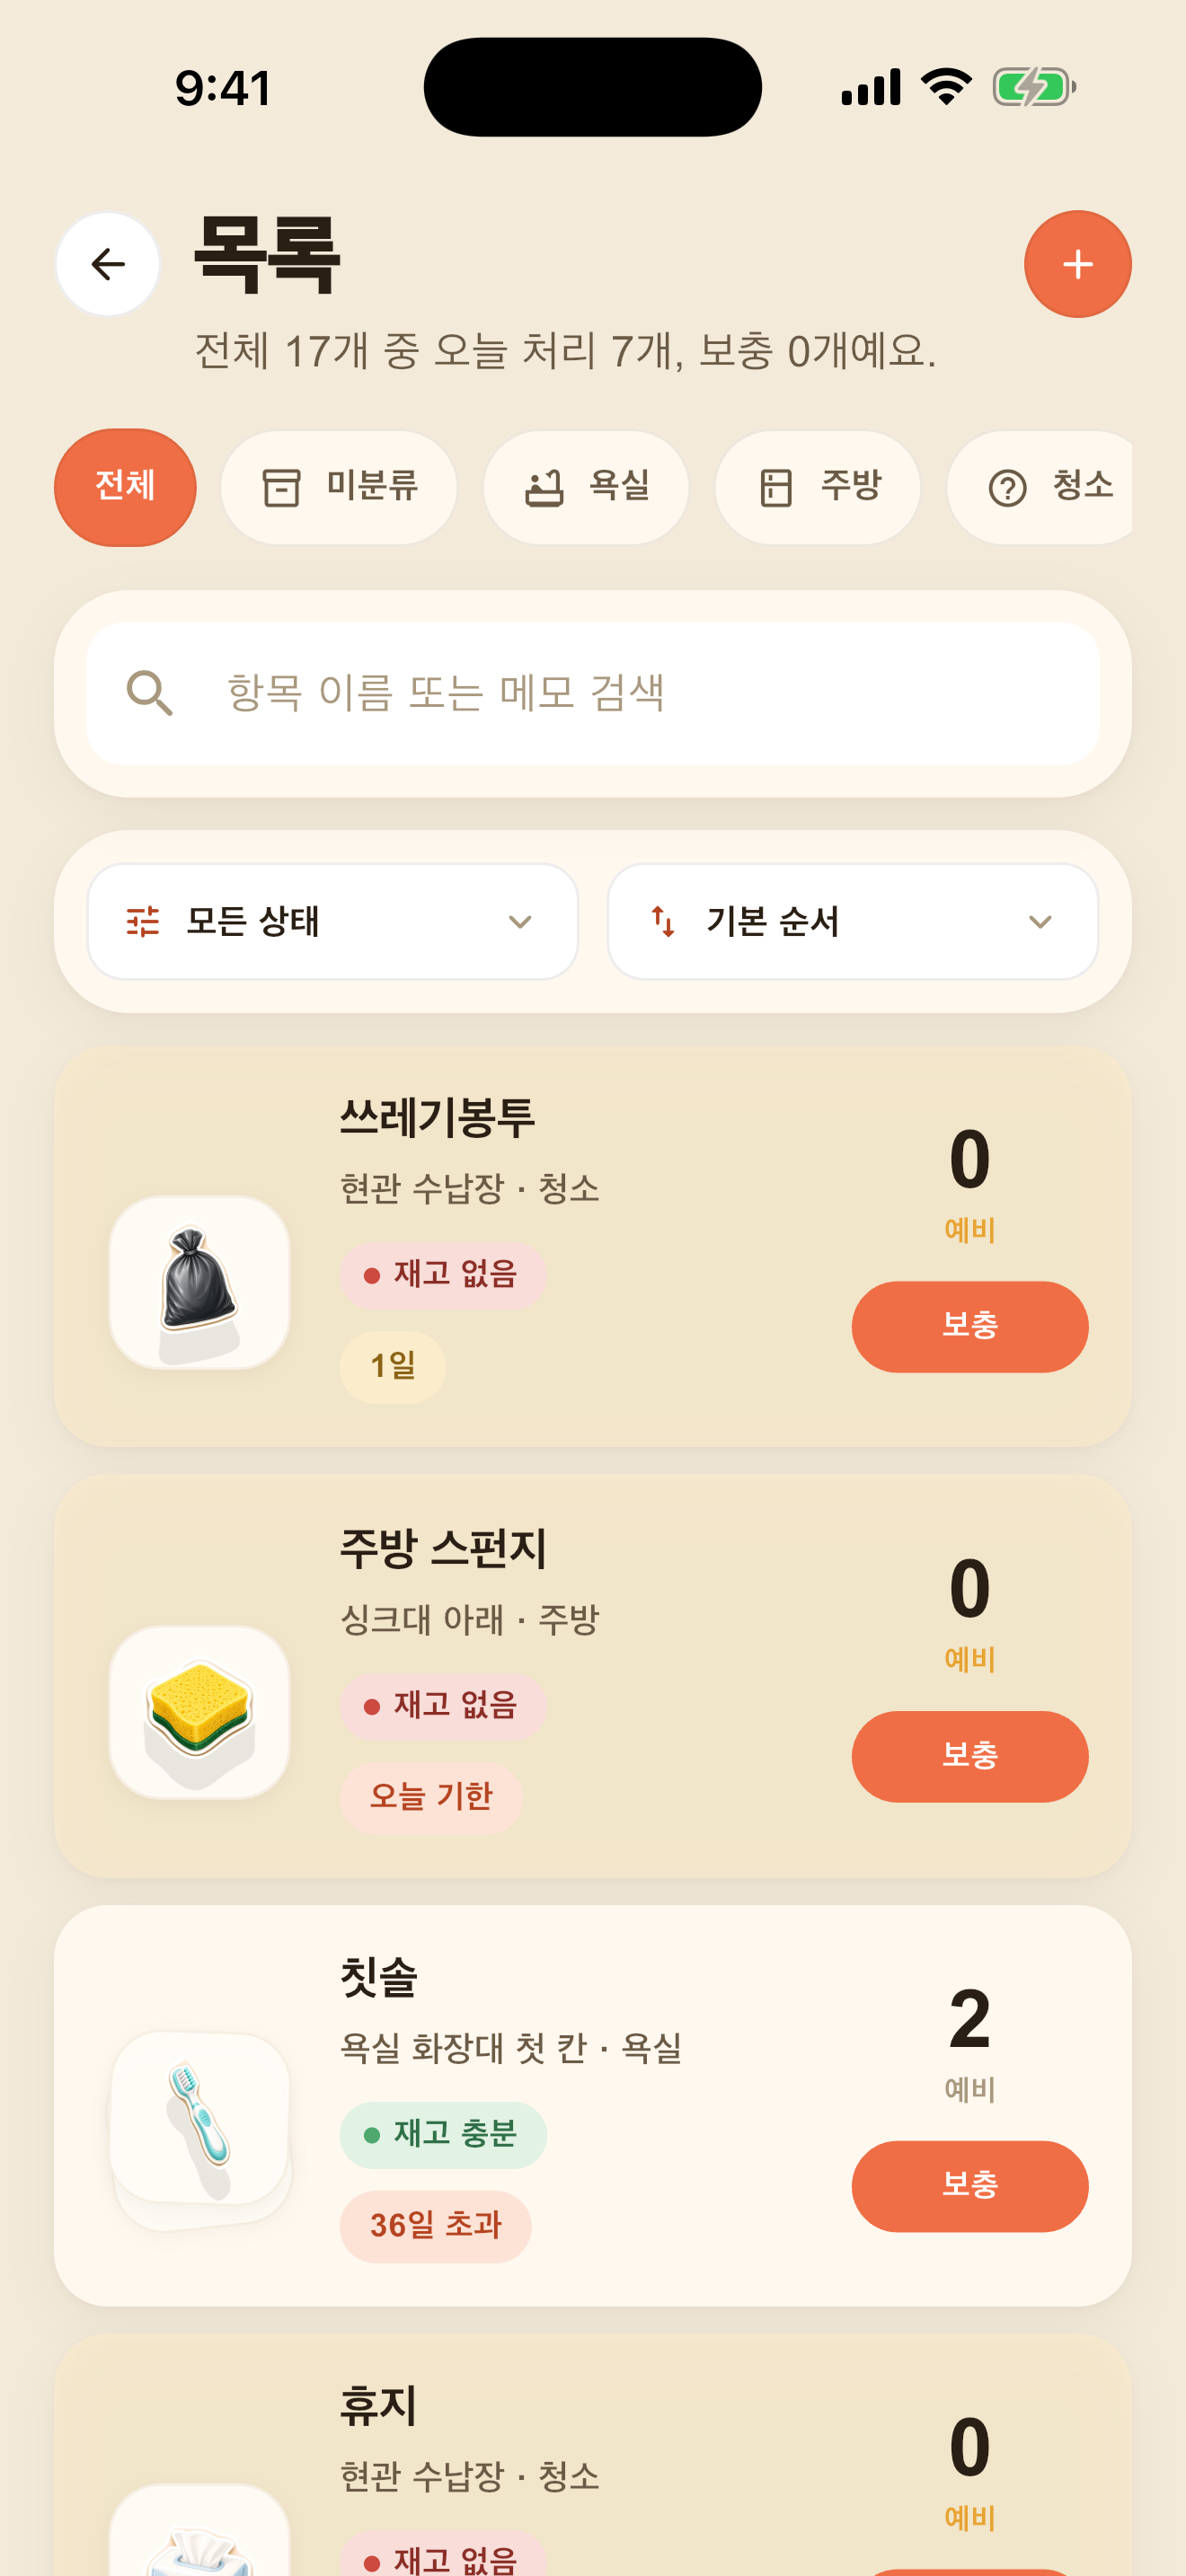 9:41
목록
전체 17개 중 오늘 처리 7개, 보충 0개예요.
전체 미분류 욕실 주방 청소
항목 이름 또는 메모 검색
모든 상태 기본 순서
쓰레기봉투
현관 수납장 · 청소
재고 없음
1일
0
예비
보충
주방 스펀지
싱크대 아래 · 주방
재고 없음
오늘 기한
0
예비
보충
칫솔
욕실 화장대 첫 칸 · 욕실
재고 충분
36일 초과
2
예비
보충
휴지
현관 수납장 · 청소
재고 없음
0
예비